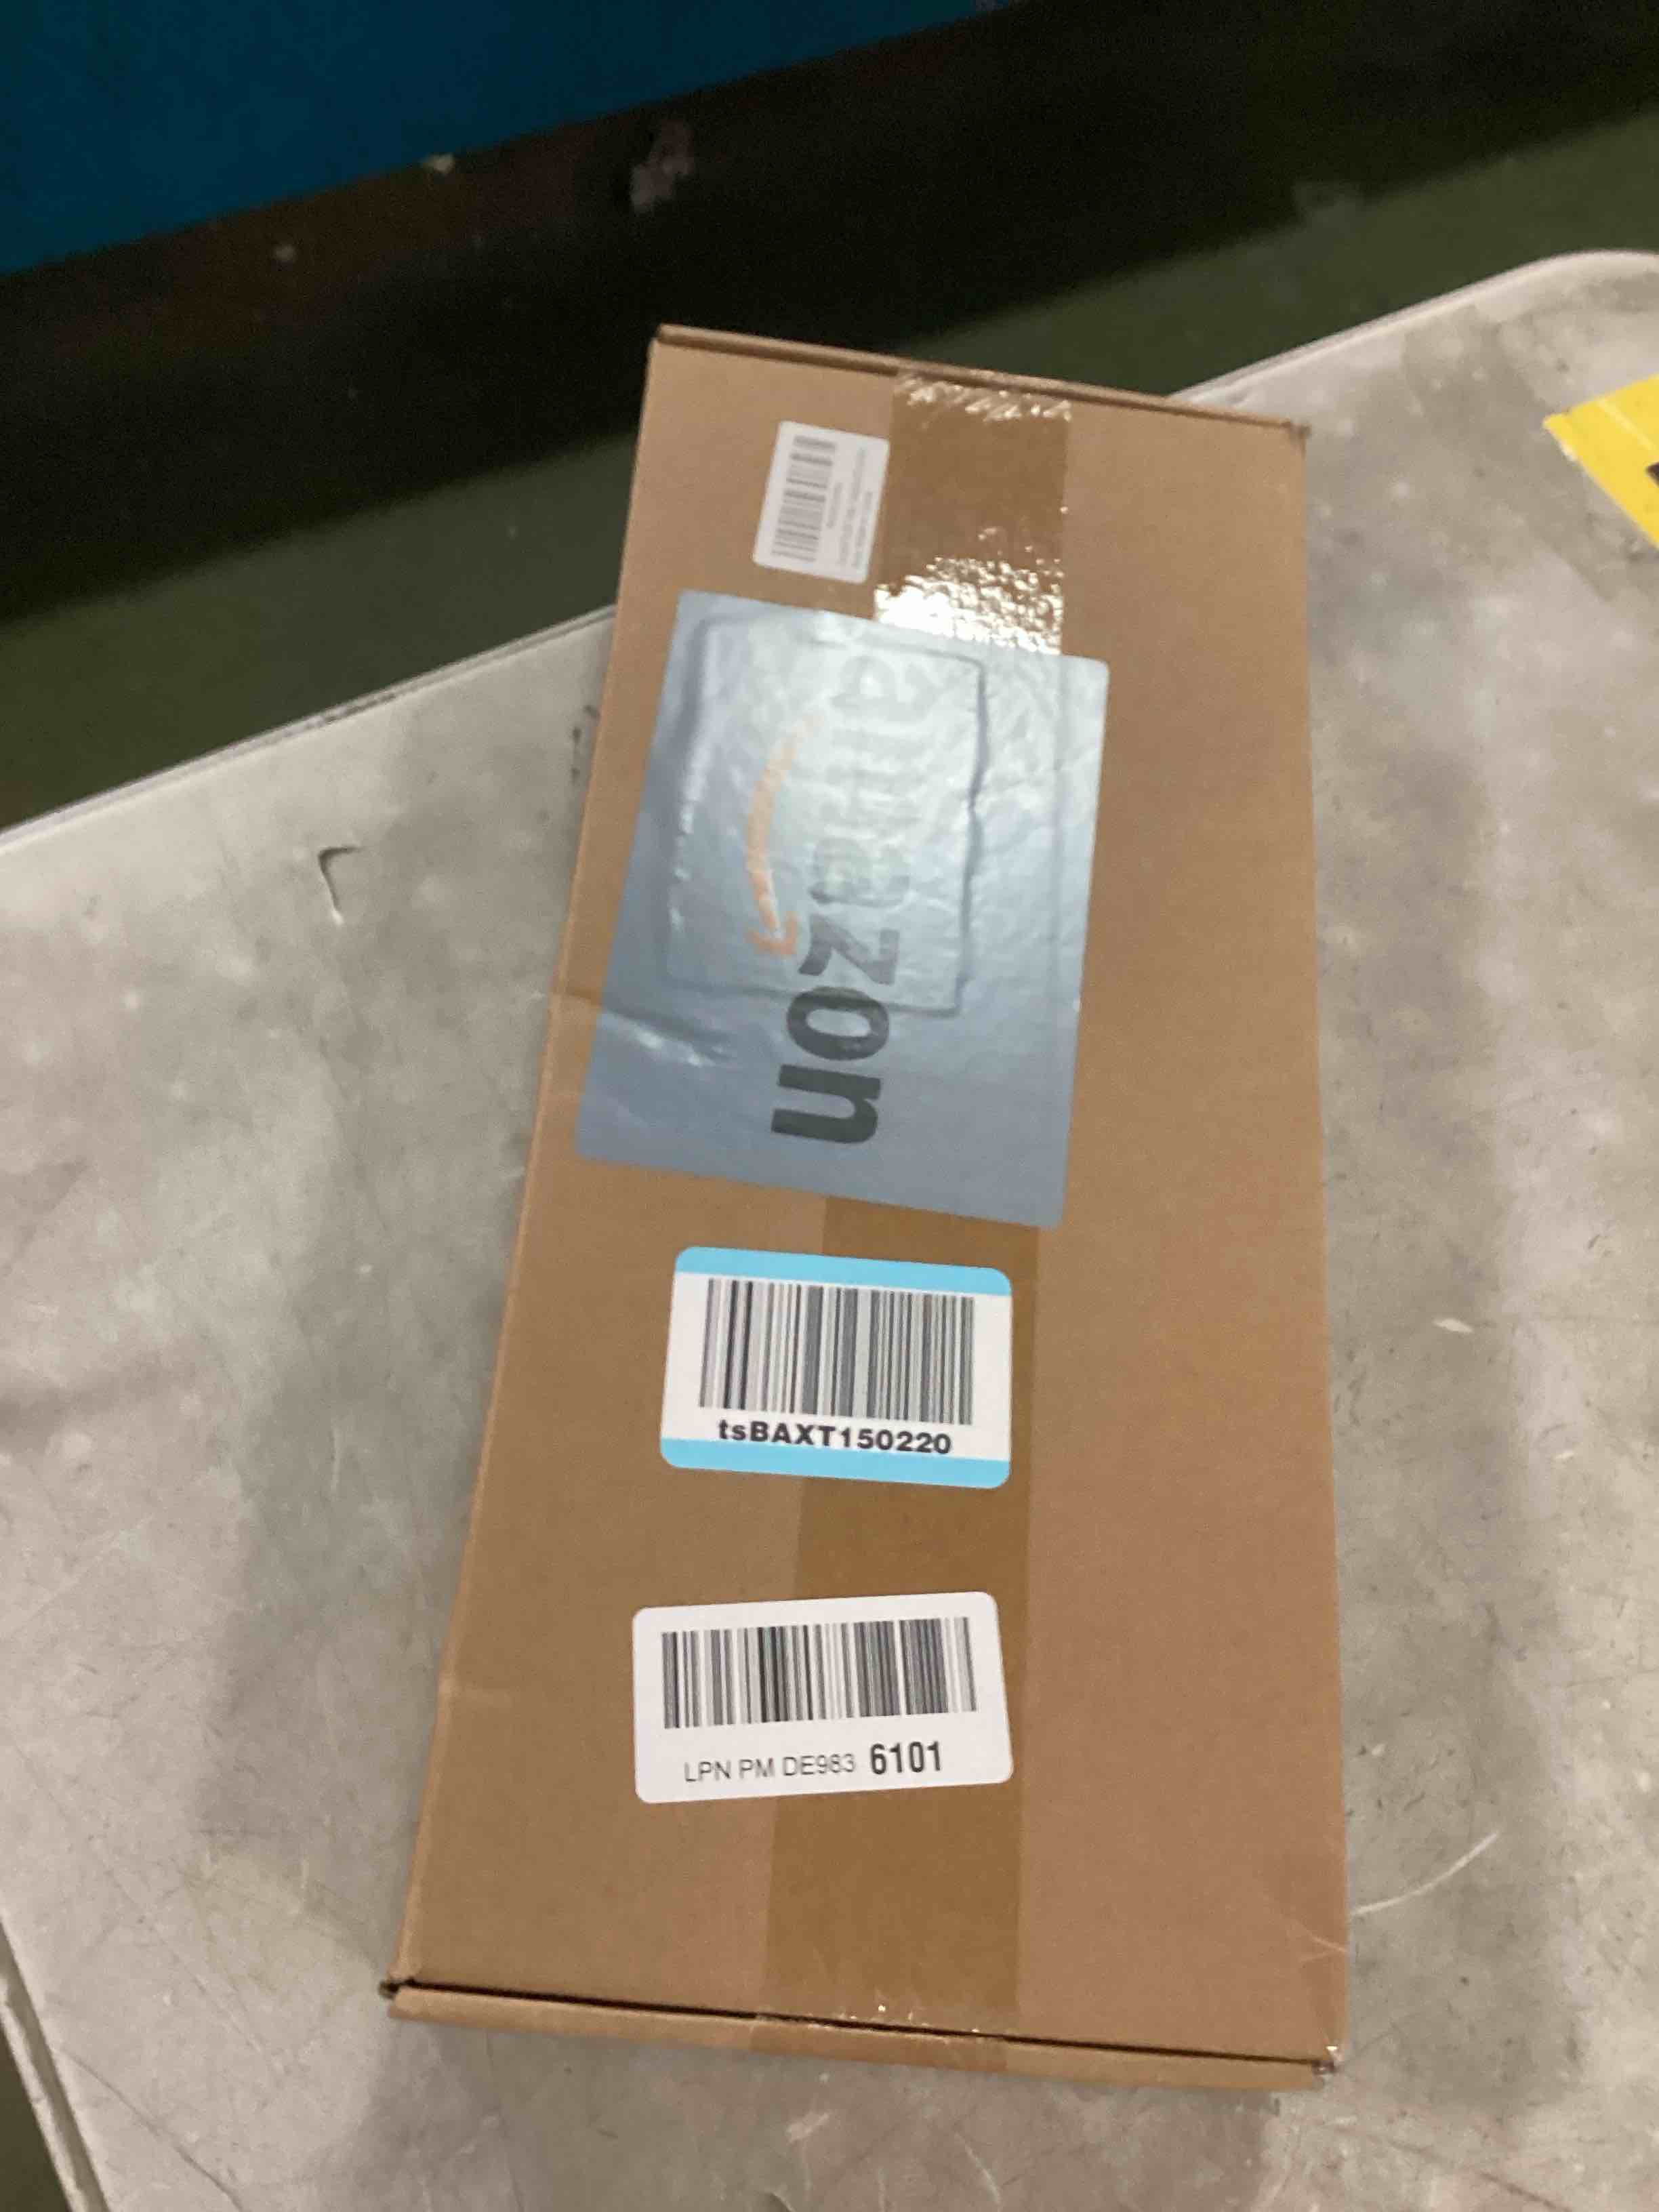 amazon
tsBAXT150220
LPN PM DE983 6101